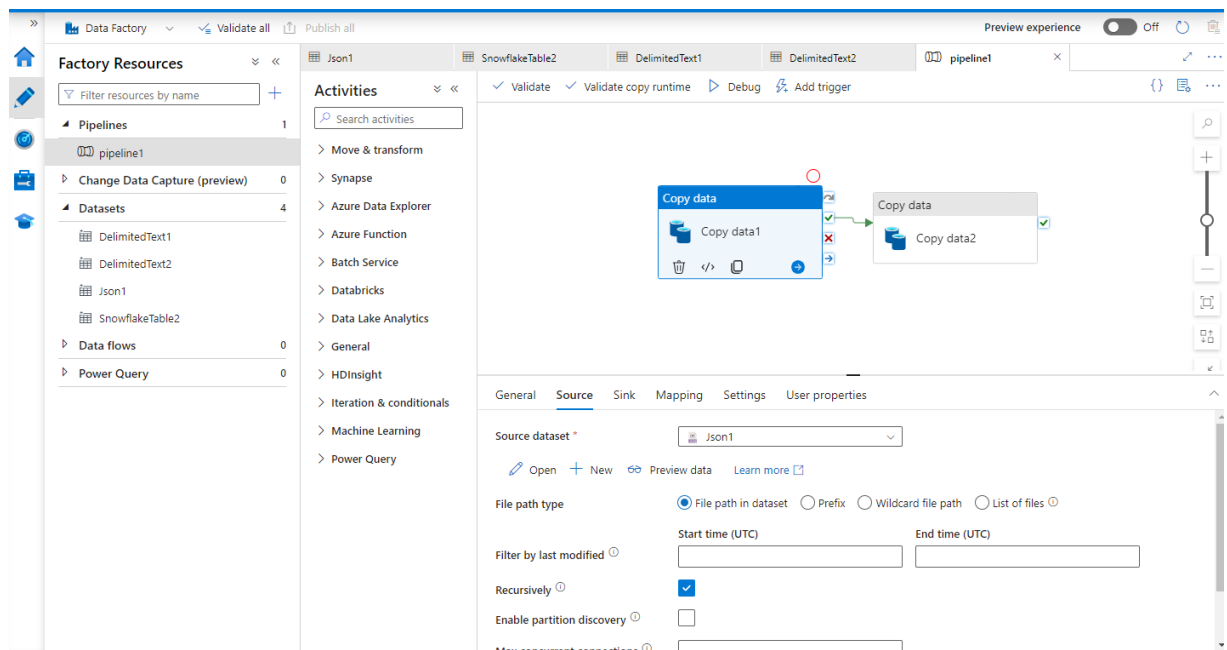 Data Factory
Validate all
Publish all
Preview experience
Off
Factory Resources
Filter resources by name
Pipelines 1
pipeline1
Change Data Capture (preview) 0
Datasets 4
DelimitedText1
DelimitedText2
Json1
SnowflakeTable2
Data flows 0
Power Query 0
Json1
SnowflakeTable2
DelimitedText1
DelimitedText2
pipeline1
Activities
Search activities
Move & transform
Synapse
Azure Data Explorer
Azure Function
Batch Service
Databricks
Data Lake Analytics
General
HDInsight
Iteration & conditionals
Machine Learning
Power Query
Validate
Validate copy runtime
Debug
Add trigger
Copy data
Copy data1
Copy data
Copy data2
General
Source
Sink
Mapping
Settings
User properties
Source dataset *
Json1
Open
New
Preview data
Learn more
File path type
File path in dataset
Prefix
Wildcard file path
List of files
Start time (UTC)
End time (UTC)
Filter by last modified
Recursively
Enable partition discovery
Max concurrent connections